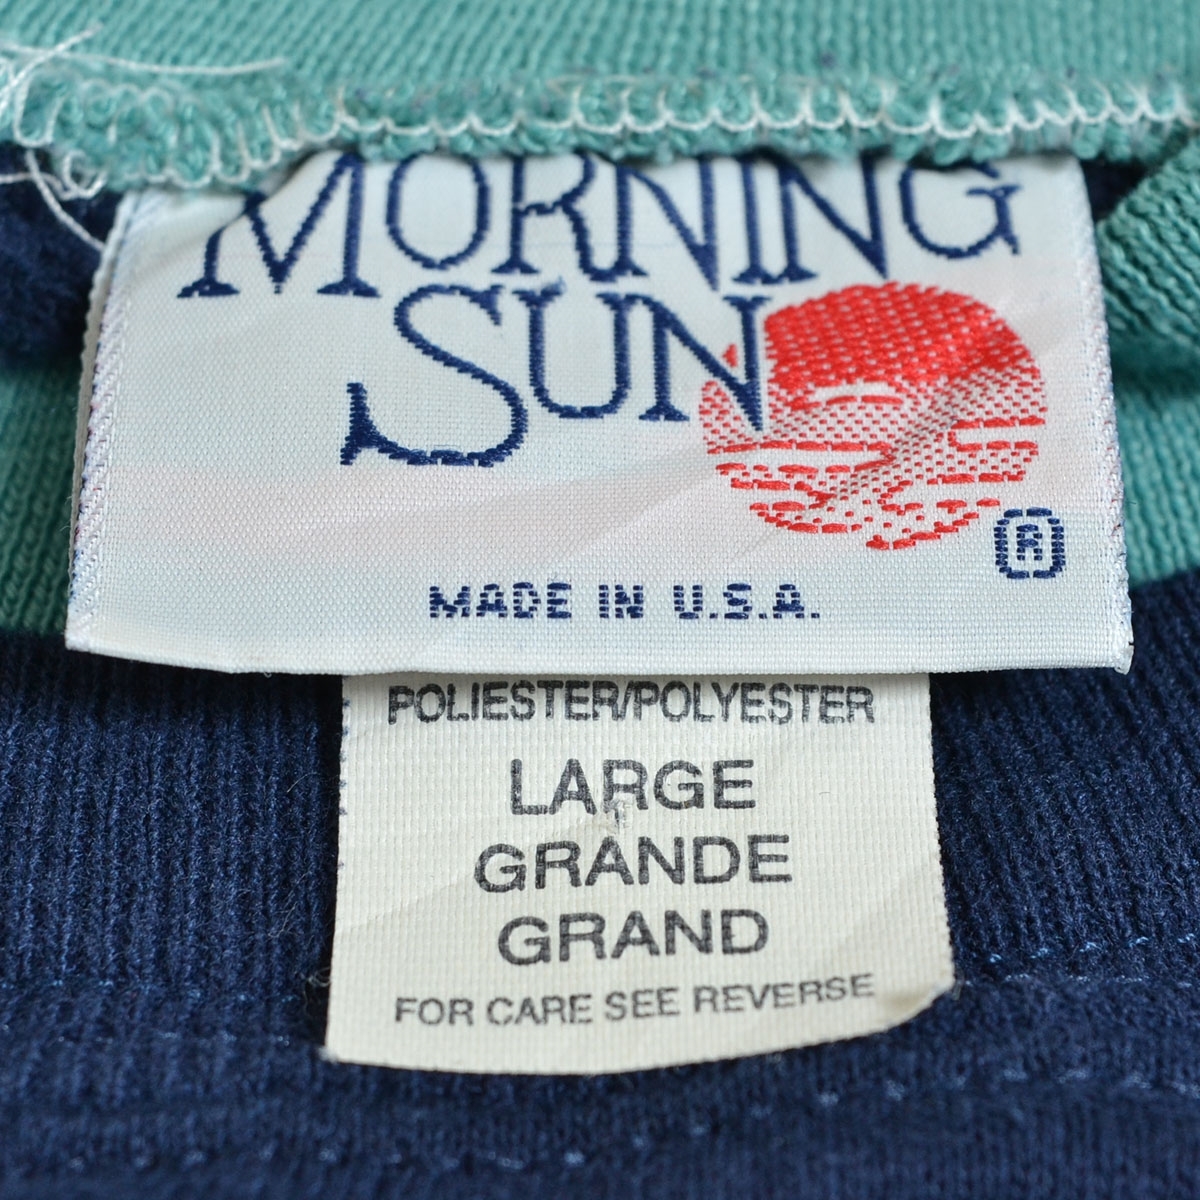 MORNING
SUN
®
MADE IN U.S.A.
POLIESTER/POLYESTER
LARGE
GRANDE
GRAND
FOR CARE SEE REVERSE